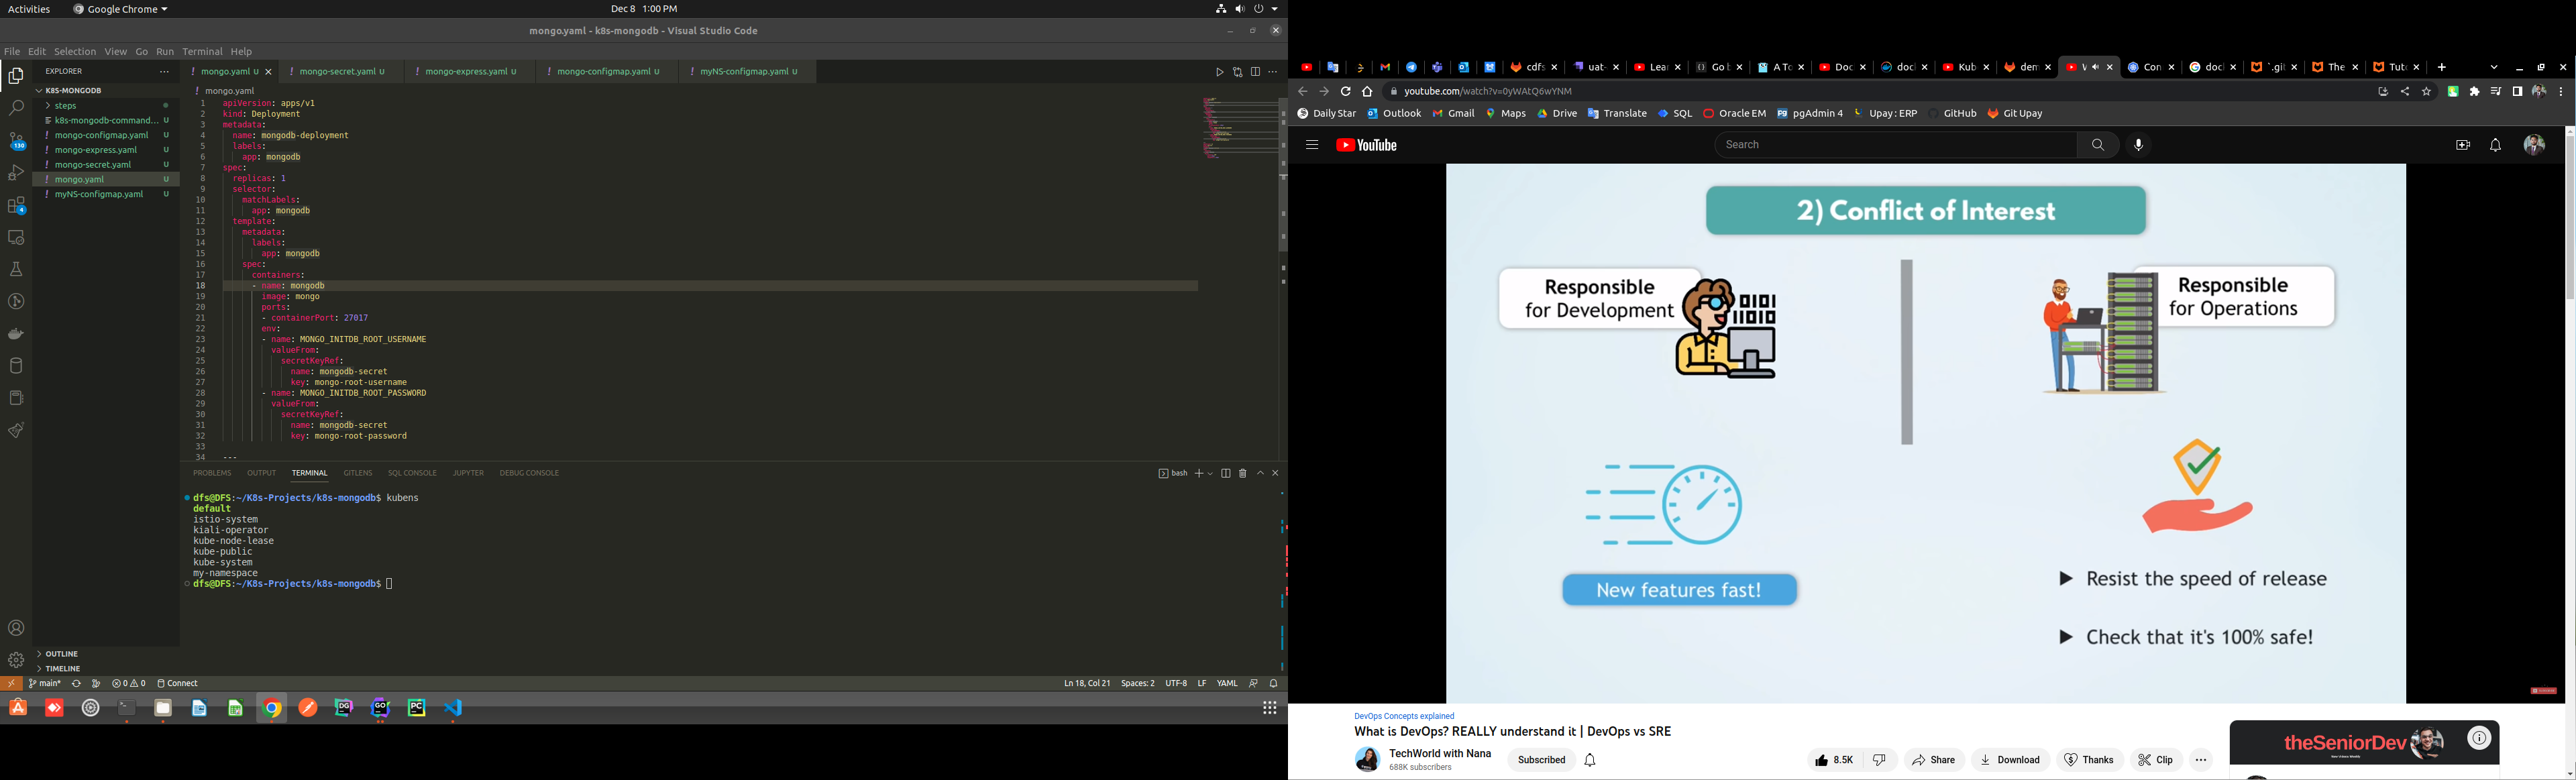 Activities
Google Chrome
Dec 8 1:00 PM
mongo.yaml - k8s-mongodb - Visual Studio Code
File Edit Selection View Go Run Terminal Help
EXPLORER
K8S-MONGODB
steps
k8s-mongodb-command... U
mongo-configmap.yaml U
mongo-express.yaml U
mongo-secret.yaml U
mongo.yaml U
myNS-configmap.yaml U
OUTLINE
TIMELINE
130
4
mongo.yaml U
mongo-secret.yaml U
mongo-express.yaml U
mongo-configmap.yaml U
myNS-configmap.yaml U
mongo.yaml
1 apiVersion: apps/v1
2 kind: Deployment
3 metadata:
4 name: mongodb-deployment
5 labels:
6 app: mongodb
7 spec:
8 replicas: 1
9 selector:
10 matchLabels:
11 app: mongodb
12 template:
13 metadata:
14 labels:
15 app: mongodb
16 spec:
17 containers:
18 - name: mongodb
19 image: mongo
20 ports:
21 - containerPort: 27017
22 env:
23 - name: MONGO_INITDB_ROOT_USERNAME
24 valueFrom:
25 secretKeyRef:
26 name: mongodb-secret
27 key: mongo-root-username
28 - name: MONGO_INITDB_ROOT_PASSWORD
29 valueFrom:
30 secretKeyRef:
31 name: mongodb-secret
32 key: mongo-root-password
33
34 ---
PROBLEMS OUTPUT TERMINAL GITLENS SQL CONSOLE JUPYTER DEBUG CONSOLE
bash
dfs@DFS:~/K8s-Projects/k8s-mongodb$ kubens
default
istio-system
kiali-operator
kube-node-lease
kube-public
kube-system
my-namespace
dfs@DFS:~/K8s-Projects/k8s-mongodb$
main* 0 0 Connect
Ln 18, Col 21 Spaces: 2 UTF-8 LF YAML
DG GO PC
cdfs uat- Lear Go b A To Doc doc Kub dem Con doc `.git The Tuto
youtube.com/watch?v=0yWAtQ6wYNM
Daily Star Outlook Gmail Maps Drive Translate SQL Oracle EM pgAdmin 4 Upay : ERP GitHub Git Upay
YouTube
Search
2) Conflict of Interest
Responsible
for Development
Responsible
for Operations
New features fast!
Resist the speed of release
Check that it's 100% safe!
DevOps Concepts explained
What is DevOps? REALLY understand it | DevOps vs SRE
TechWorld with Nana
688K subscribers
Subscribed
8.5K
Share
Download
Thanks
Clip
theSeniorDev